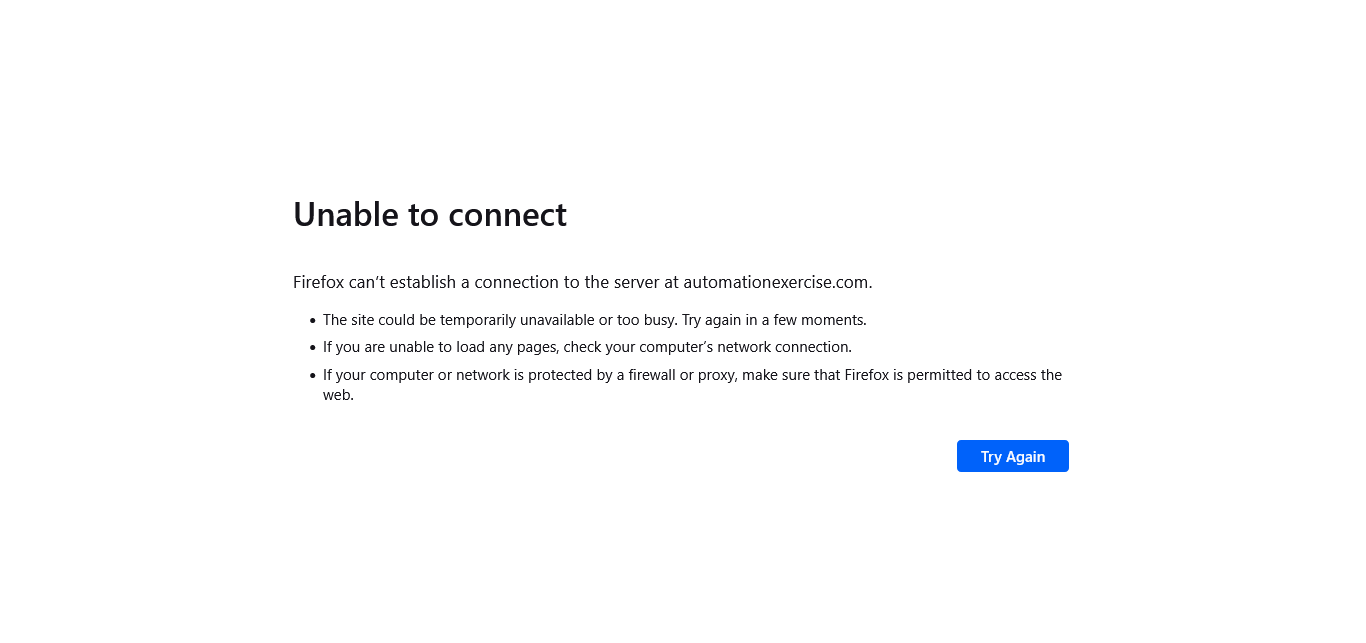 Unable to connect
Firefox can’t establish a connection to the server at automationexercise.com.
• The site could be temporarily unavailable or too busy. Try again in a few moments.
• If you are unable to load any pages, check your computer’s network connection.
• If your computer or network is protected by a firewall or proxy, make sure that Firefox is permitted to access the
web.
Try Again